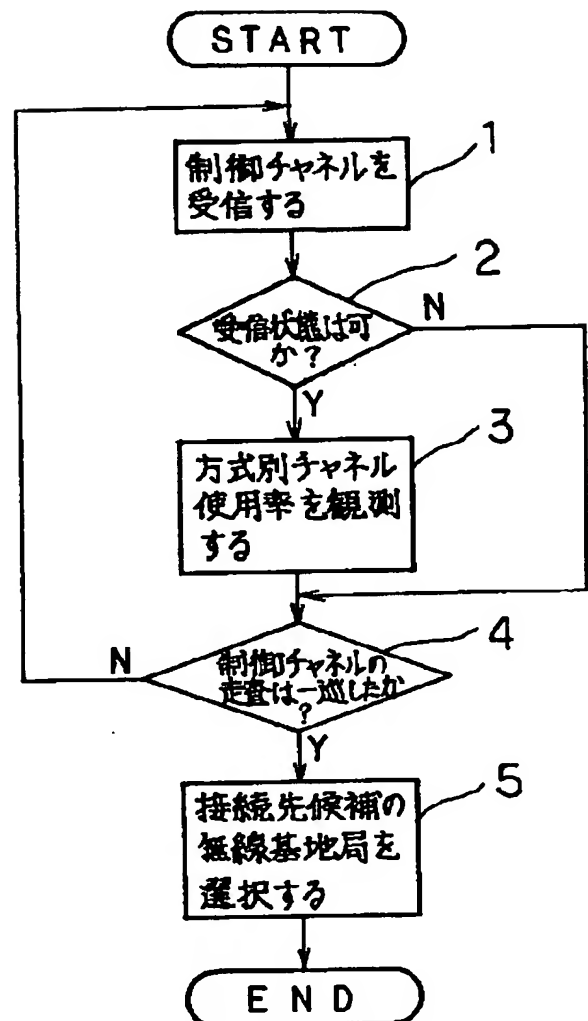 START
1
制御チャネルを
受信する
2
受信状態は可
か?
N
Y
3
方式別チャネル
使用率を観測
する
4
制御チャネルの
走査は一巡したか
?
N
Y
5
接続先候補の
無線基地局を
選択する
END